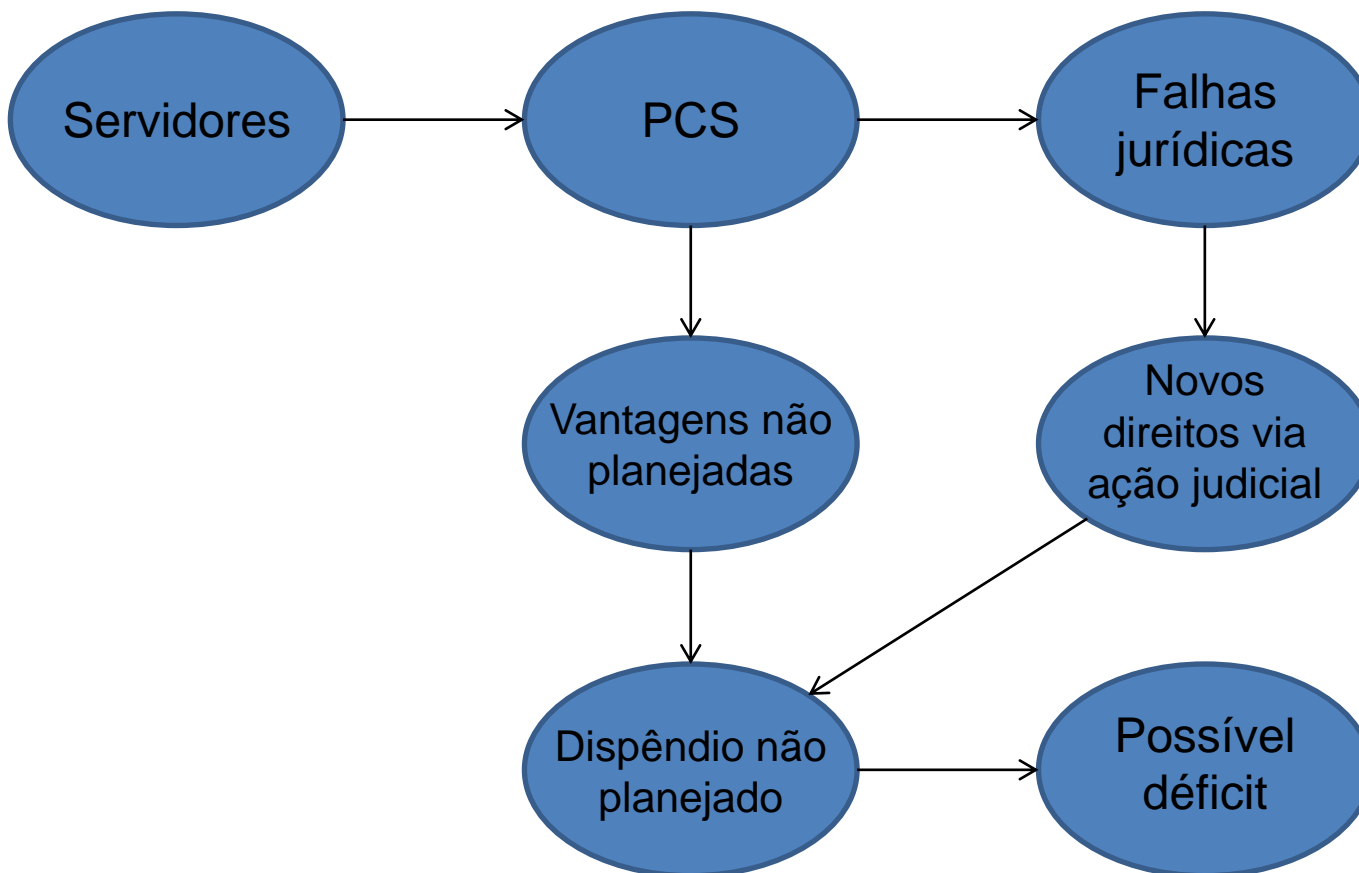 Servidores
PCS
Falhas
jurídicas
Vantagens não
planejadas
Novos
direitos via
ação judicial
Dispêndio não
planejado
Possível
déficit